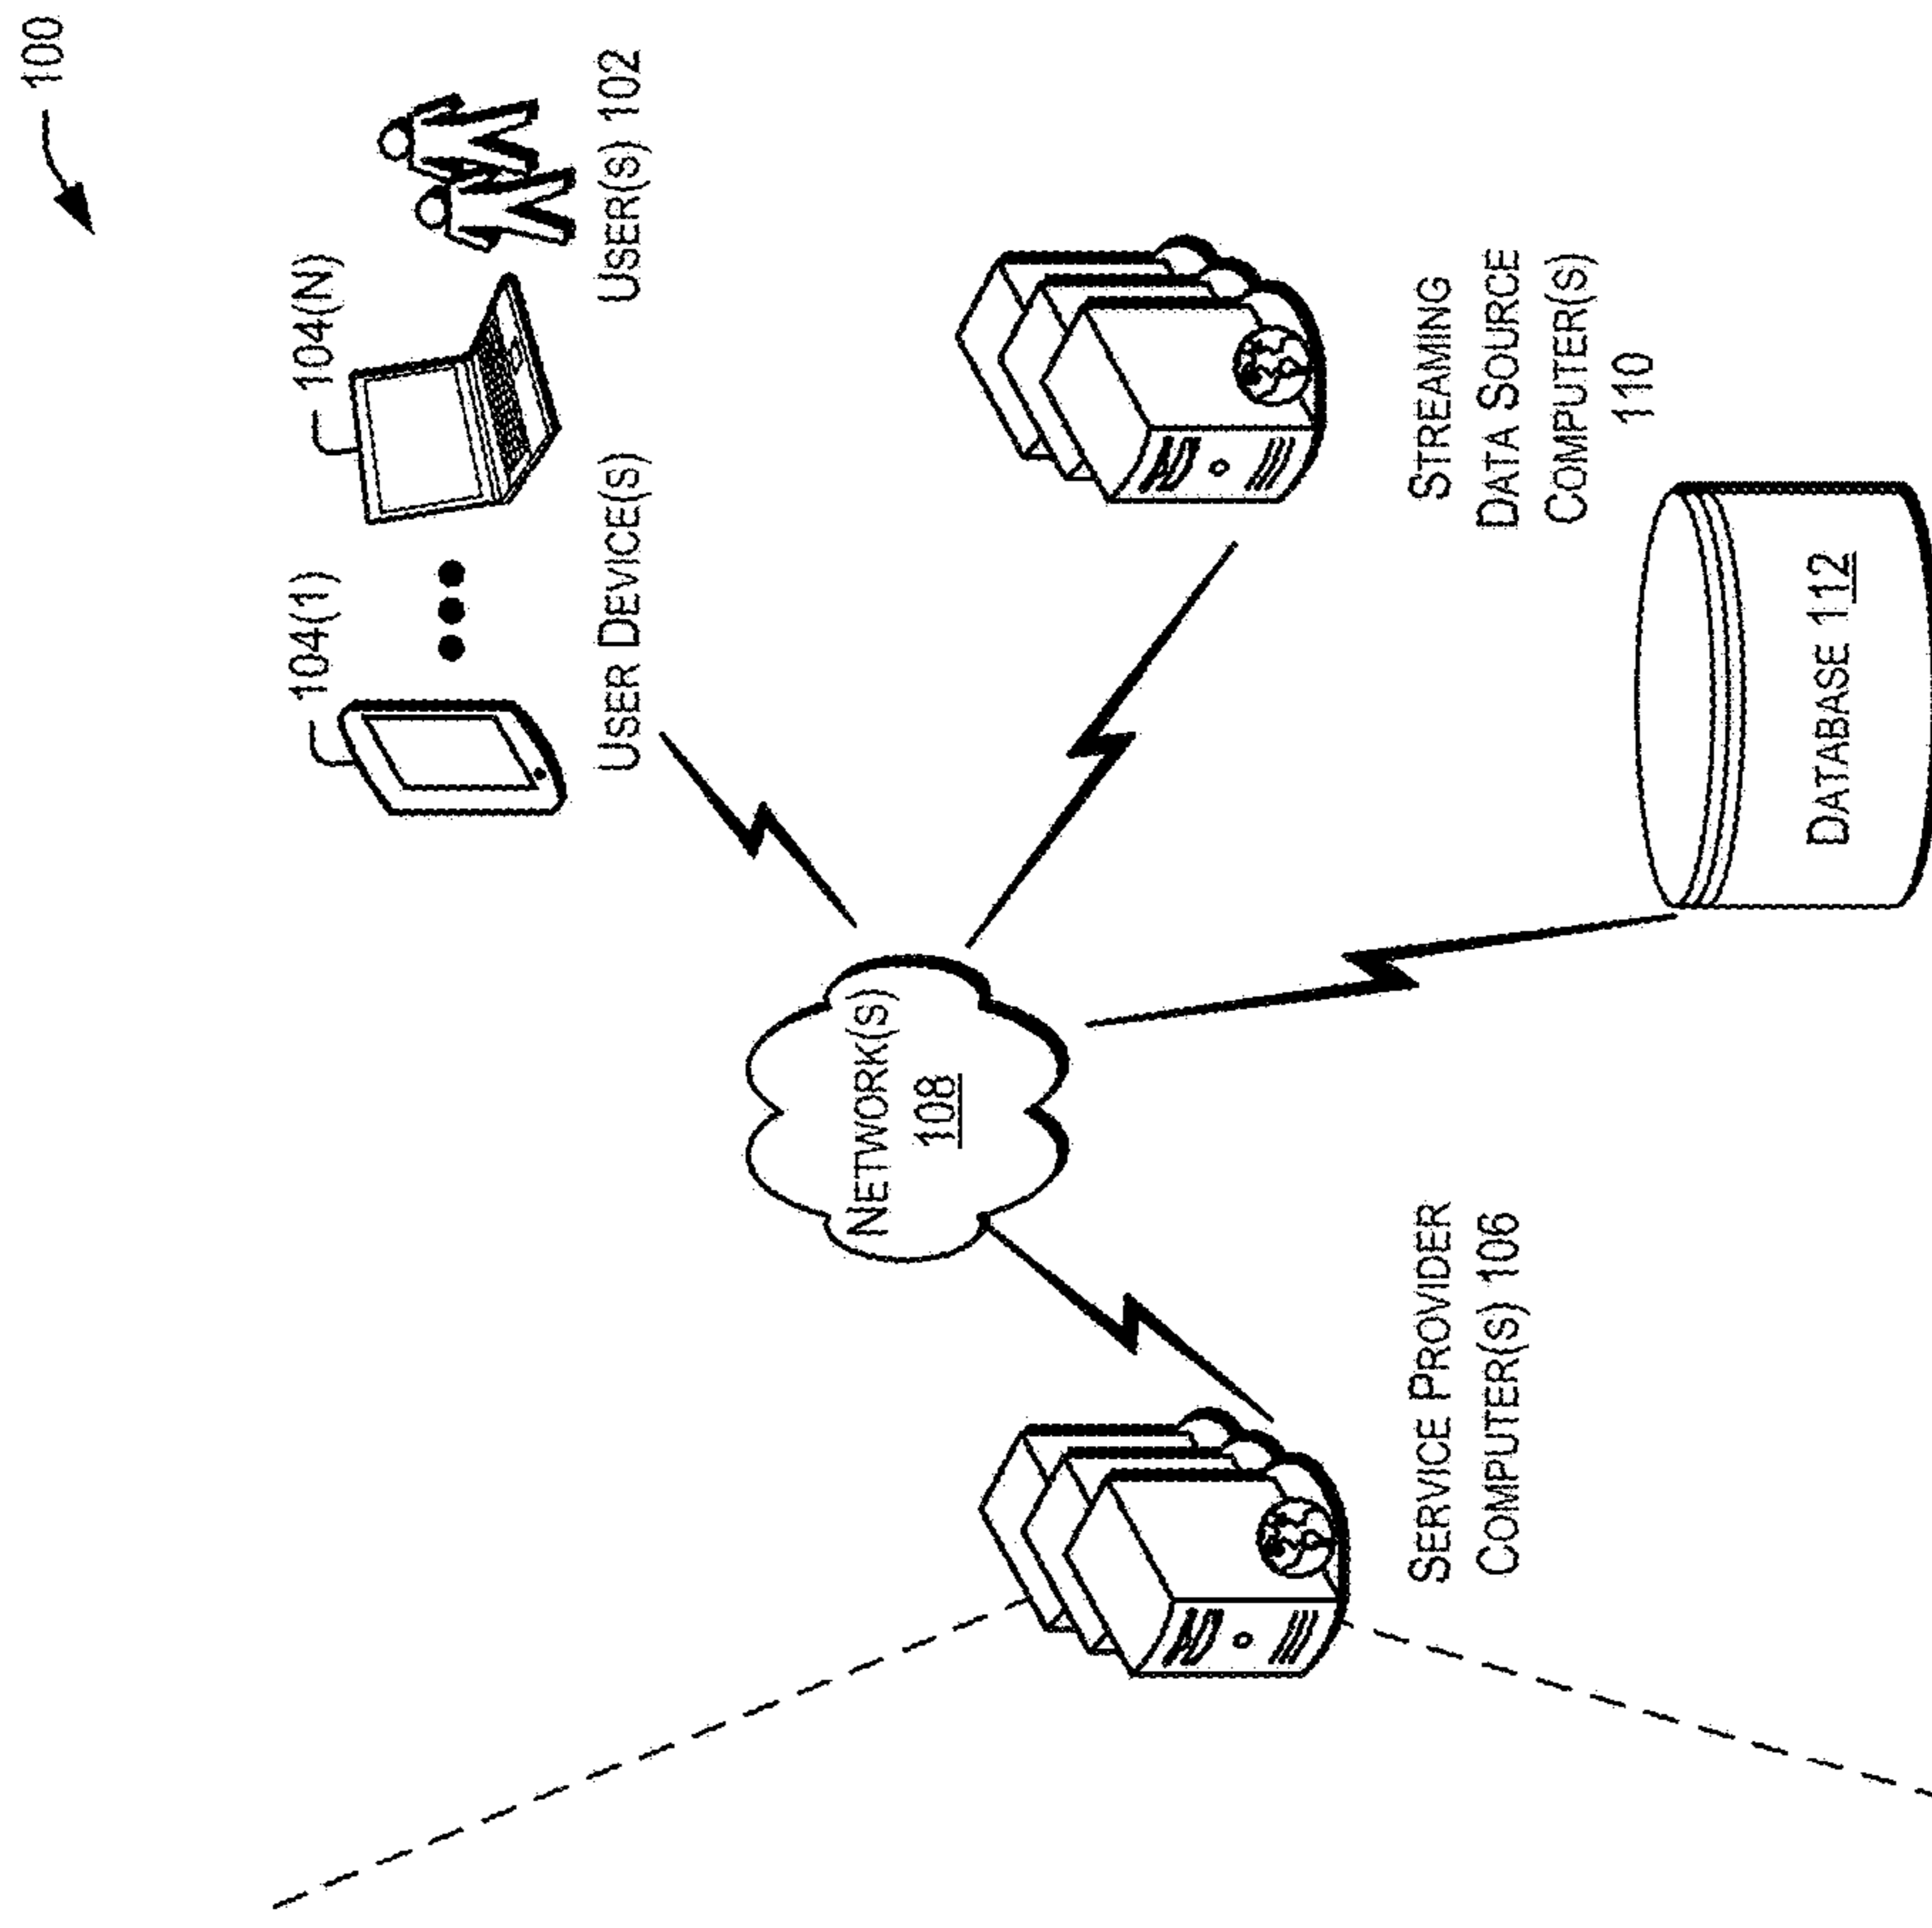 100
104(1)
104(N)
USER DEVICE(S)
USER(S) 102
NETWORK(S)
108
SERVICE PROVIDER
COMPUTER(S) 106
STREAMING
DATA SOURCE
COMPUTER(S)
110
DATABASE 112